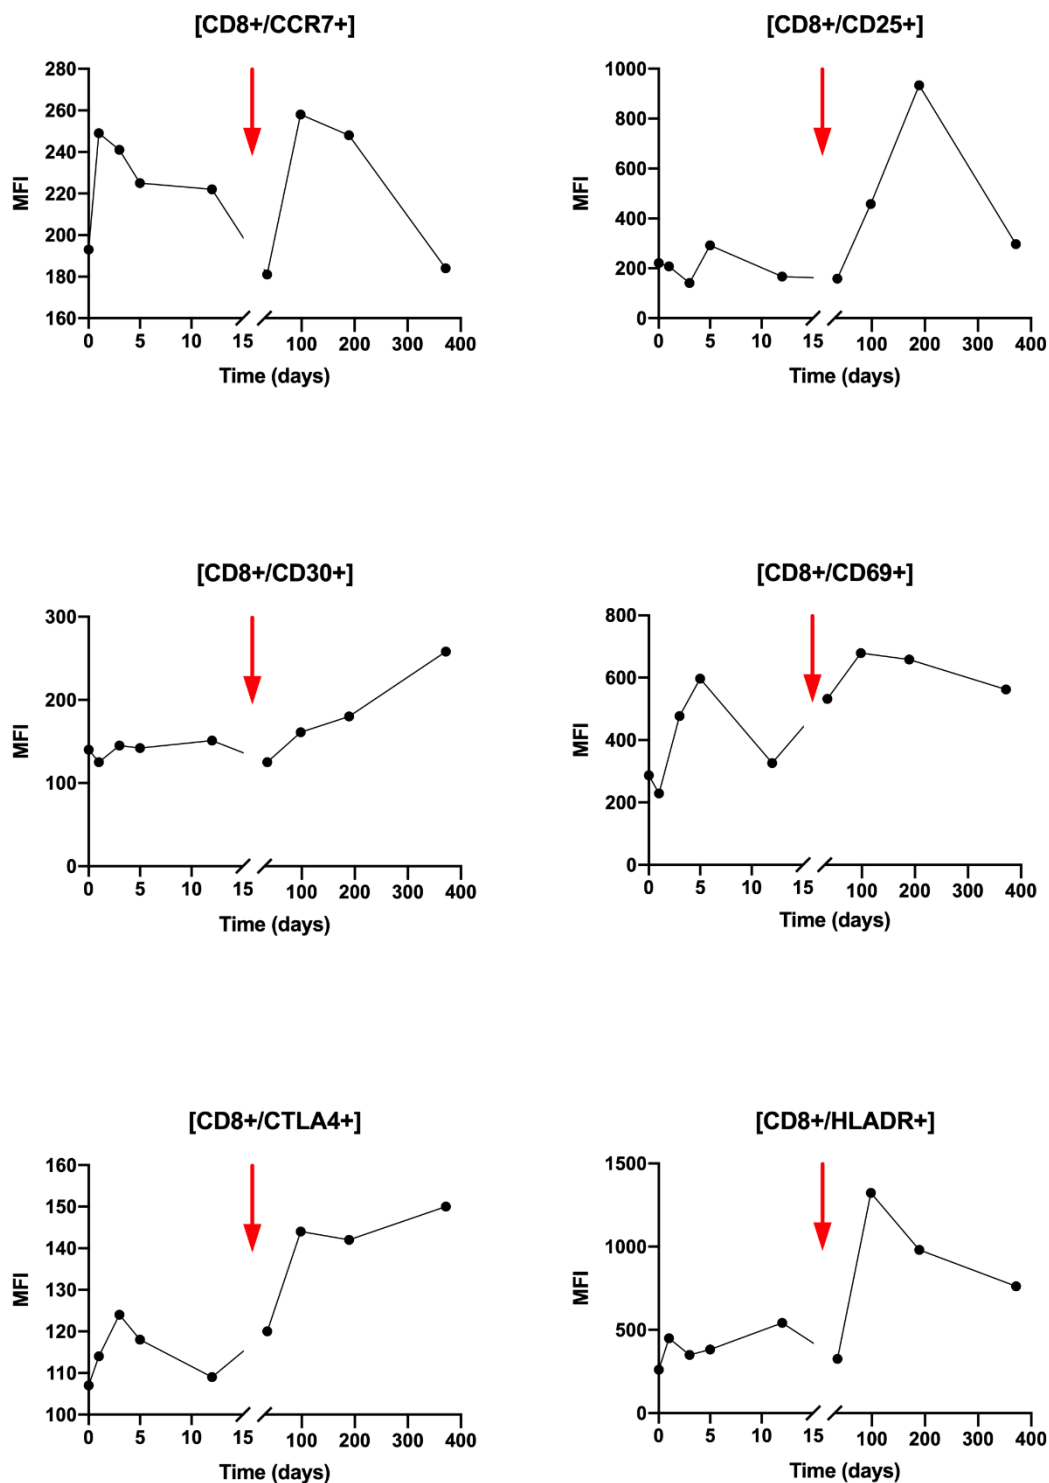 [CD8+/CCR7+]
MFI
280
260
240
220
200
180
160
0 5 10 15 100 200 300 400
Time (days)
[CD8+/CD25+]
MFI
1000
800
600
400
200
0
0 5 10 15 100 200 300 400
Time (days)
[CD8+/CD30+]
MFI
300
200
100
0
0 5 10 15 100 200 300 400
Time (days)
[CD8+/CD69+]
MFI
800
600
400
200
0
0 5 10 15 100 200 300 400
Time (days)
[CD8+/CTLA4+]
MFI
160
150
140
130
120
110
100
0 5 10 15 100 200 300 400
Time (days)
[CD8+/HLADR+]
MFI
1500
1000
500
0
0 5 10 15 100 200 300 400
Time (days)